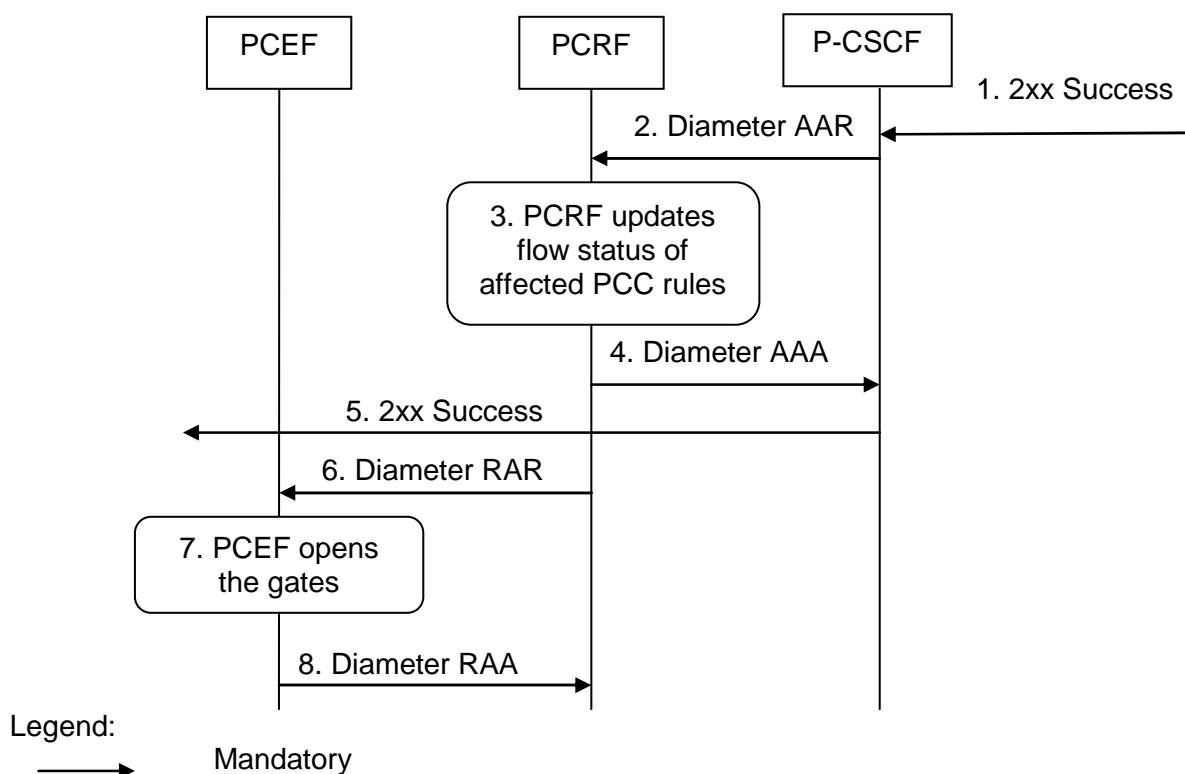 PCEF
PCRF
P-CSCF
1. 2xx Success
2. Diameter AAR
3. PCRF updates
flow status of
affected PCC rules
4. Diameter AAA
5. 2xx Success
6. Diameter RAR
7. PCEF opens
the gates
8. Diameter RAA
Legend:
Mandatory